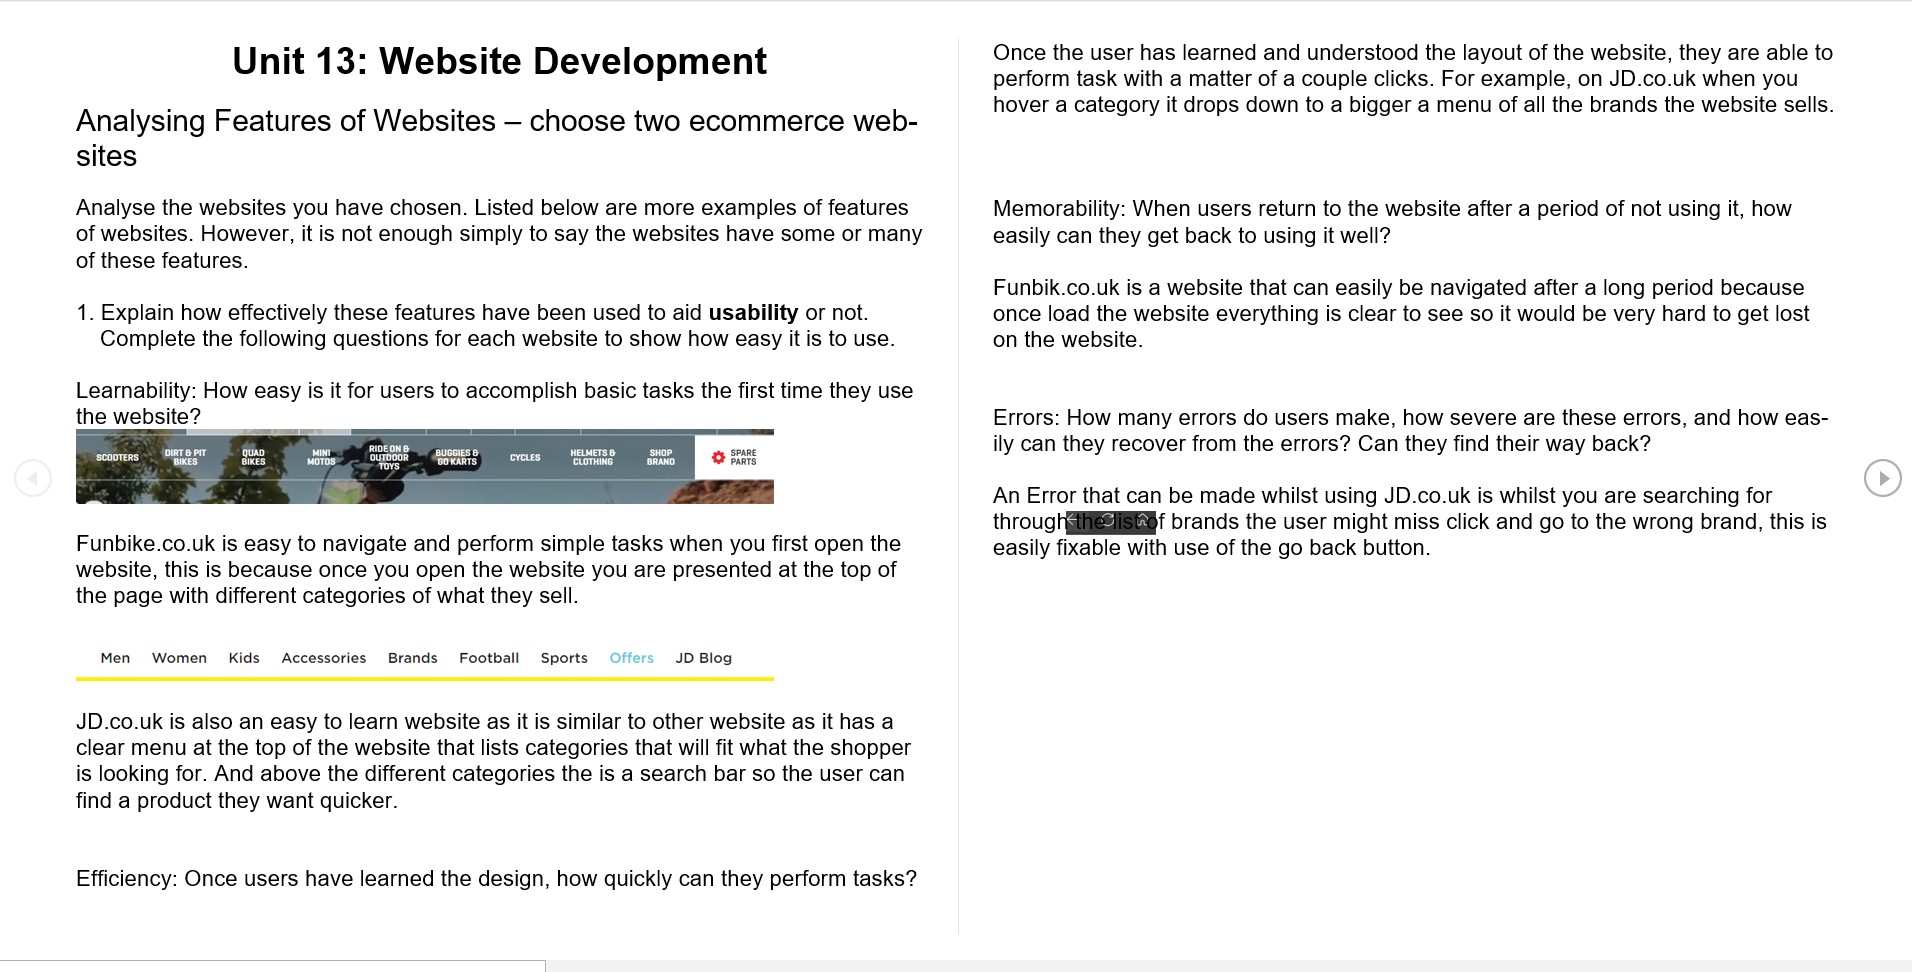 Unit 13: Website Development
Analysing Features of Websites – choose two ecommerce web-
sites
Analyse the websites you have chosen. Listed below are more examples of features
of websites. However, it is not enough simply to say the websites have some or many
of these features.
1. Explain how effectively these features have been used to aid usability or not.
Complete the following questions for each website to show how easy it is to use.
Learnability: How easy is it for users to accomplish basic tasks the first time they use
the website?
SCOOTERS DIRT & PIT BIKES QUAD BIKES MINI MOTOS RIDE ON & OUTDOOR TOYS BUGGIES & GO KARTS CYCLES HELMETS & CLOTHING SHOP BRAND SPARE PARTS
Funbike.co.uk is easy to navigate and perform simple tasks when you first open the
website, this is because once you open the website you are presented at the top of
the page with different categories of what they sell.
Men Women Kids Accessories Brands Football Sports Offers JD Blog
JD.co.uk is also an easy to learn website as it is similar to other website as it has a
clear menu at the top of the website that lists categories that will fit what the shopper
is looking for. And above the different categories the is a search bar so the user can
find a product they want quicker.
Efficiency: Once users have learned the design, how quickly can they perform tasks?
Once the user has learned and understood the layout of the website, they are able to
perform task with a matter of a couple clicks. For example, on JD.co.uk when you
hover a category it drops down to a bigger a menu of all the brands the website sells.
Memorability: When users return to the website after a period of not using it, how
easily can they get back to using it well?
Funbik.co.uk is a website that can easily be navigated after a long period because
once load the website everything is clear to see so it would be very hard to get lost
on the website.
Errors: How many errors do users make, how severe are these errors, and how eas-
ily can they recover from the errors? Can they find their way back?
An Error that can be made whilst using JD.co.uk is whilst you are searching for
through the list of brands the user might miss click and go to the wrong brand, this is
easily fixable with use of the go back button.